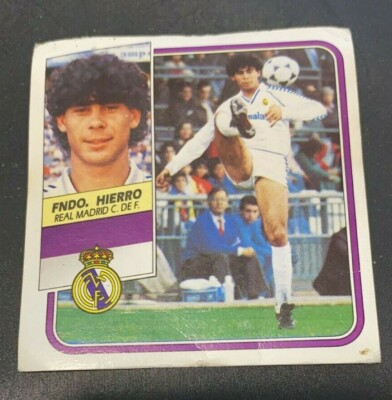 FNDO. HIERRO
REAL MADRID C. DE F.